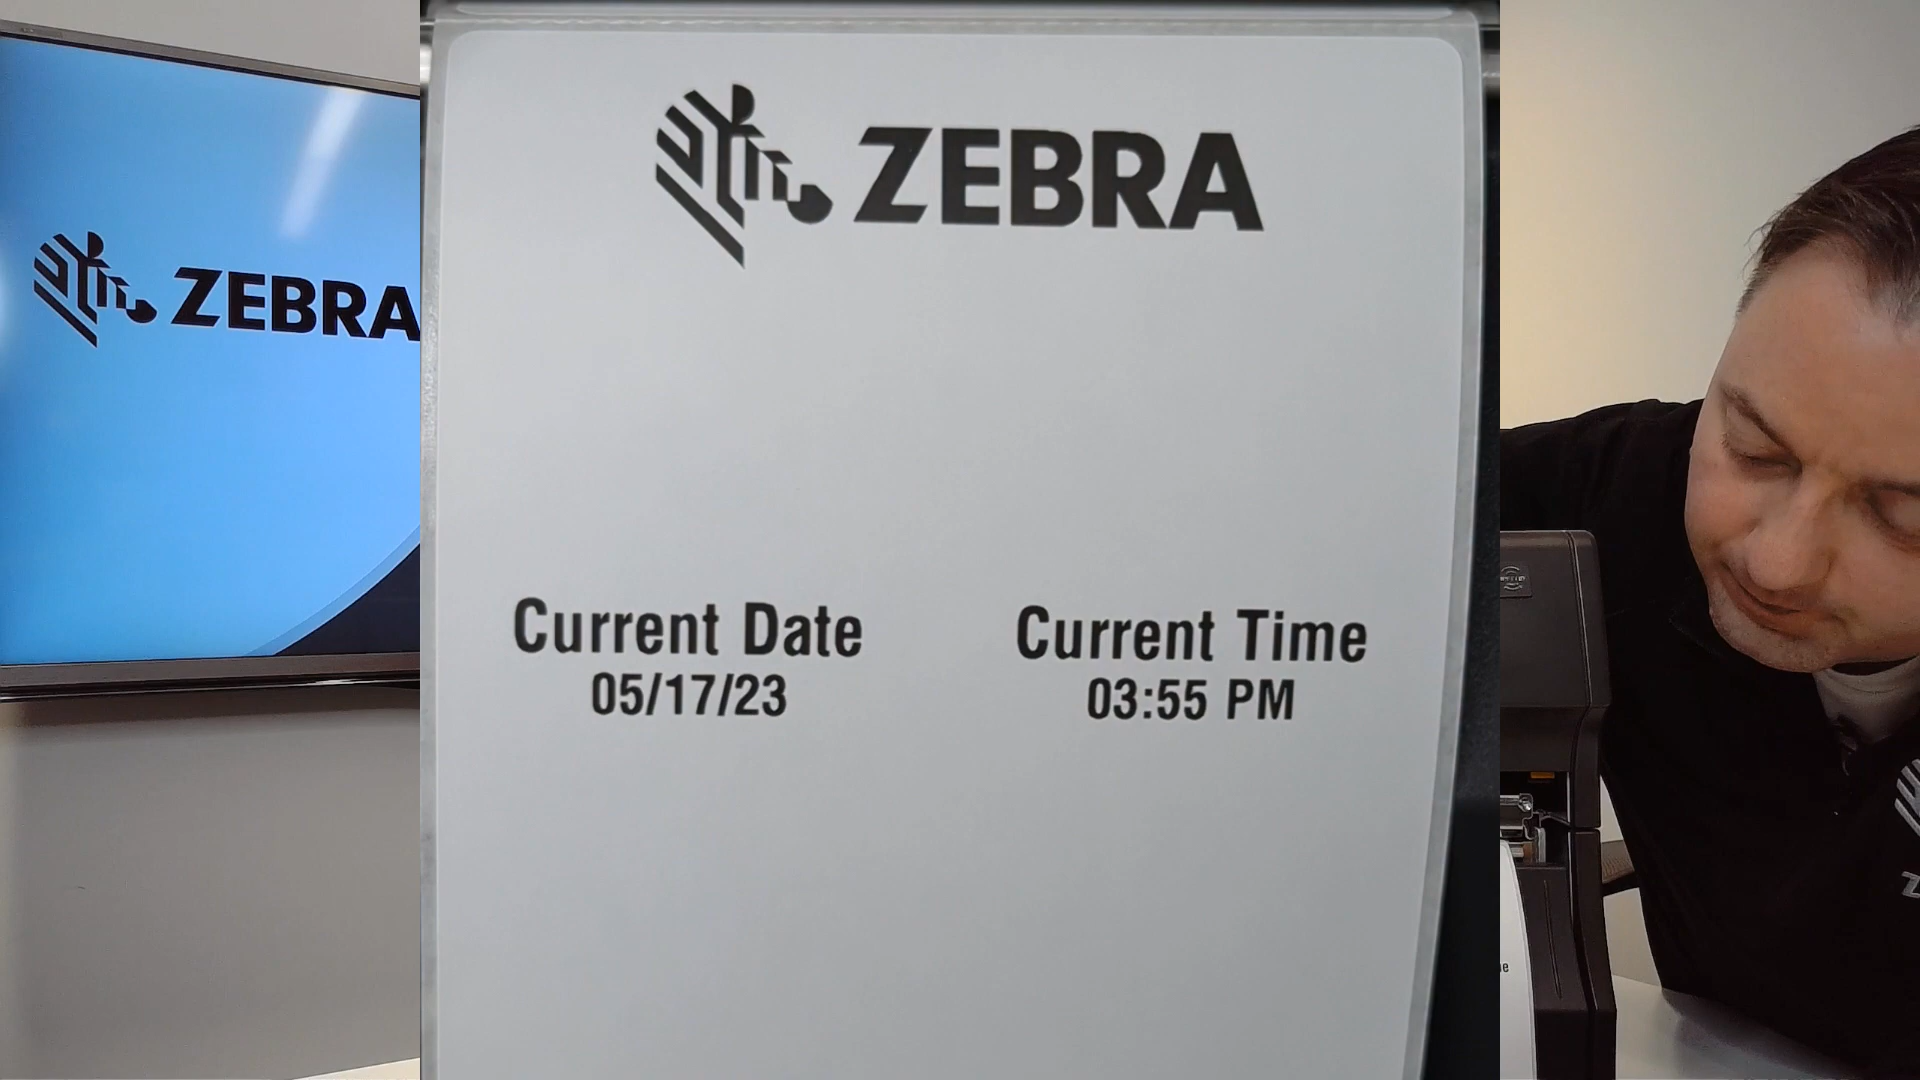 ZEBRA
ZEBRA
Current Date
05/17/23
Current Time
03:55 PM